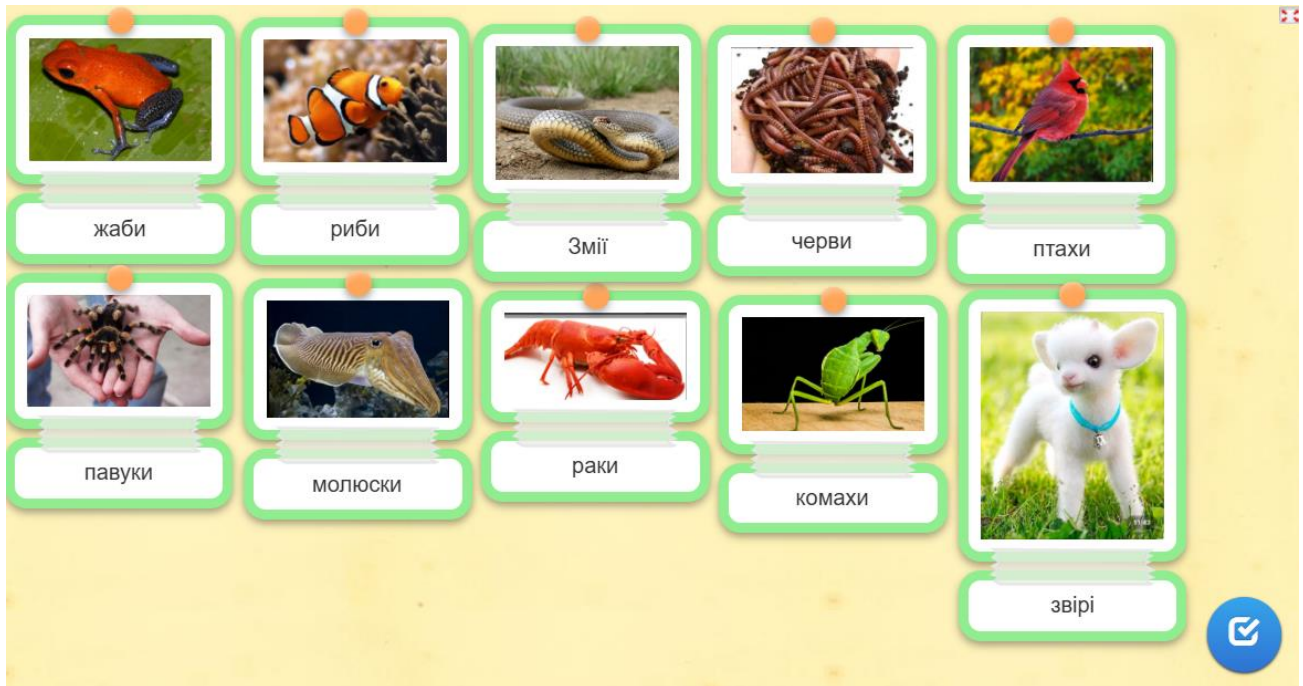 жаби
риби
Змії
черви
птахи
павуки
молюски
раки
комахи
звірі